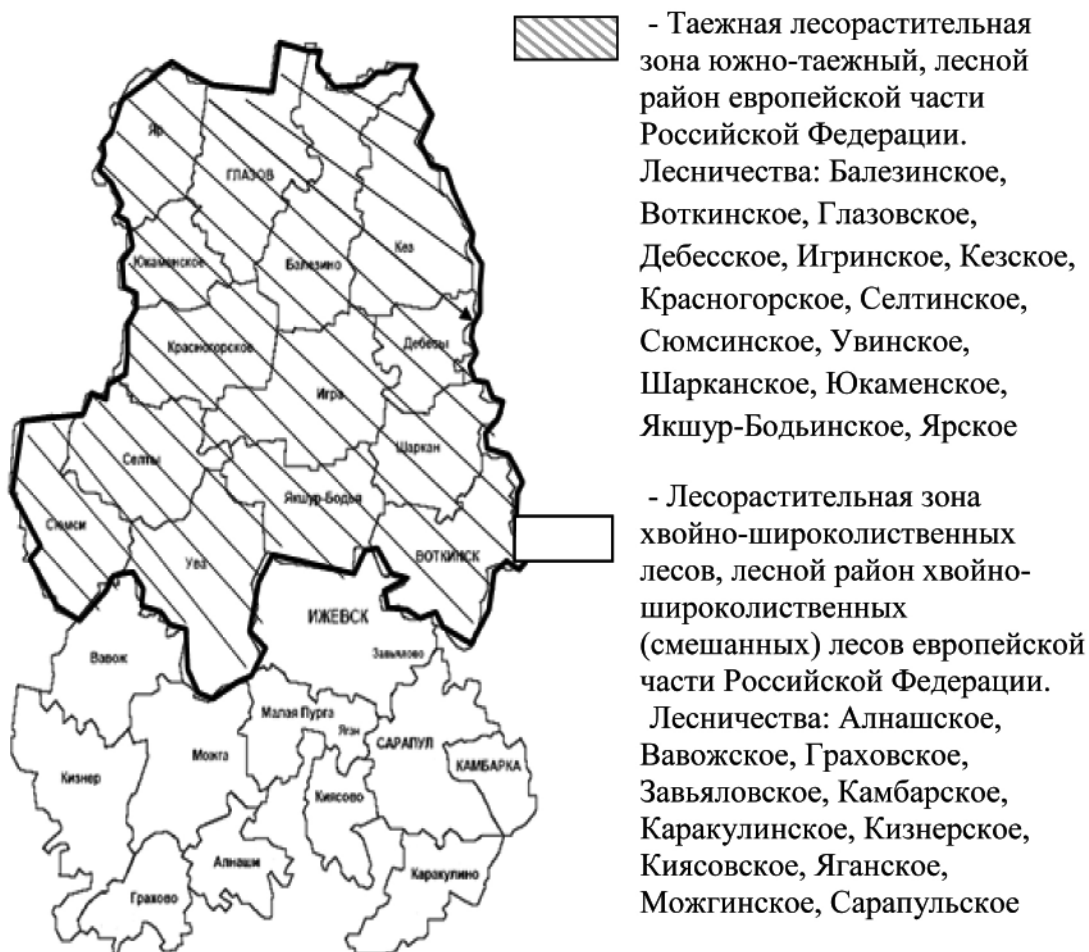 Яр
ГЛАЗОВ
Юкаменское
Балезино
Кез
Красногорское
Дебесы
Игра
Селты
Шаркан
Якшур-Бодья
Сюмси
Ува
ВОТКИНСК
ИЖЕВСК
Завьялово
Вавож
Малая Пурга
Яган
САРАПУЛ
Можга
КАМБАРКА
Кизнер
Киясово
Алнаши
Каракулино
Грахово
- Таежная лесорастительная
зона южно-таежный, лесной
район европейской части
Российской Федерации.
Лесничества: Балезинское,
Воткинское, Глазовское,
Дебесское, Игринское, Кезское,
Красногорское, Селтинское,
Сюмсинское, Увинское,
Шарканское, Юкаменское,
Якшур-Бодьинское, Ярское
- Лесорастительная зона
хвойно-широколиственных
лесов, лесной район хвойно-
широколиственных
(смешанных) лесов европейской
части Российской Федерации.
Лесничества: Алнашское,
Вавожское, Граховское,
Завьяловское, Камбарское,
Каракулинское, Кизнерское,
Киясовское, Яганское,
Можгинское, Сарапульское